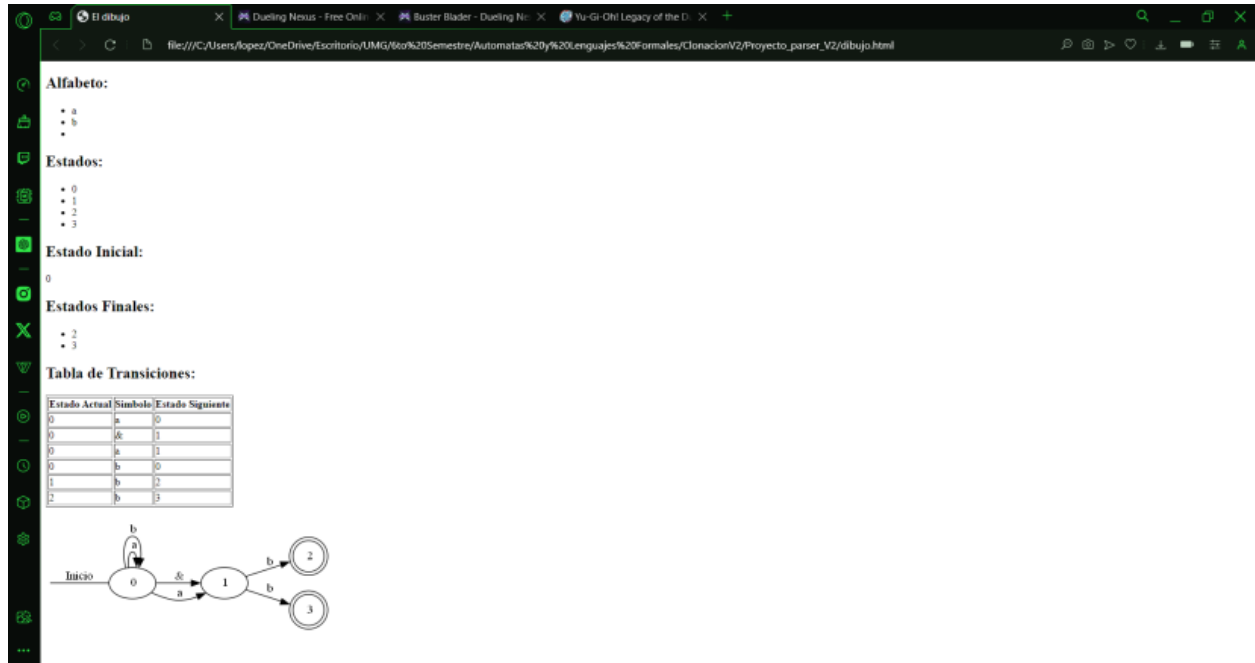 El dibujo
Dueling Nexus - Free Onlin
Buster Blader - Dueling Ne
Yu-Gi-Oh! Legacy of the D
file:///C:/Users/lopez/OneDrive/Escritorio/UMG/6to%20Semestre/Automatas%20y%20Lenguajes%20Formales/ClonacionV2/Proyecto_parser_V2/dibujo.html
Alfabeto:
a
b
Estados:
0
1
2
3
Estado Inicial:
0
Estados Finales:
2
3
Tabla de Transiciones:
Estado Actual Simbolo Estado Siguiente
0 a 0
0 & 1
0 a 1
0 b 0
1 b 2
2 b 3
b
a
Inicio 0 & 1 b 2
a b 3